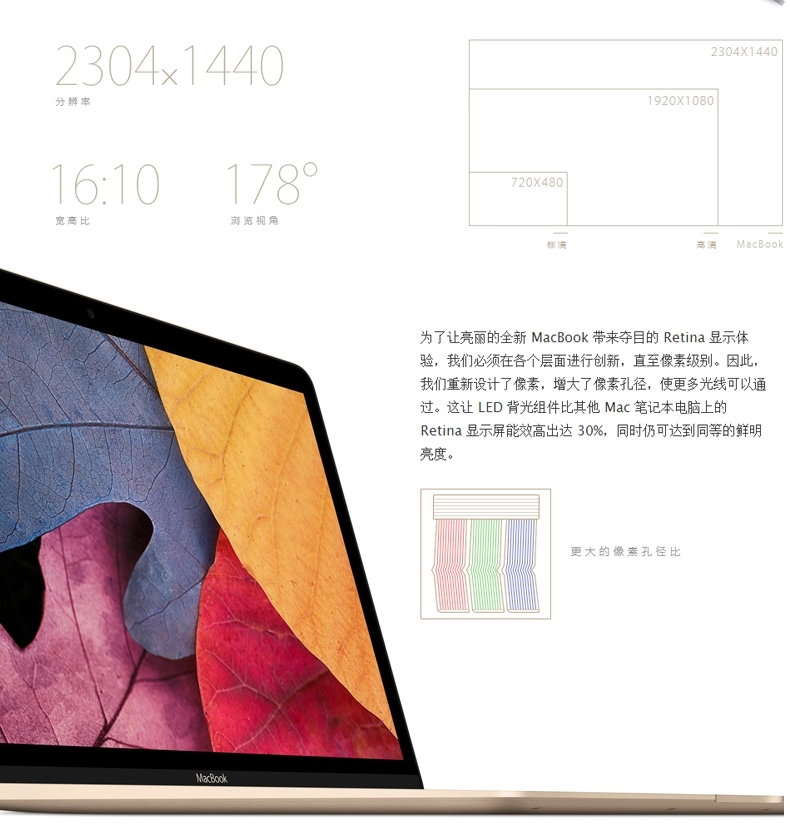 2304x1440
分辨率
16:10
宽高比
178°
浏览视角
2304X1440
1920X1080
720X480
标清
高清
MacBook
为了让亮丽的全新 MacBook 带来夺目的 Retina 显示体
验，我们必须在各个层面进行创新，直至像素级别。因此，
我们重新设计了像素，增大了像素孔径，使更多光线可以通
过。这让 LED 背光组件比其他 Mac 笔记本电脑上的
Retina 显示屏能效高出达 30%，同时仍可达到同等的鲜明
亮度。
更大的像素孔径比
MacBook